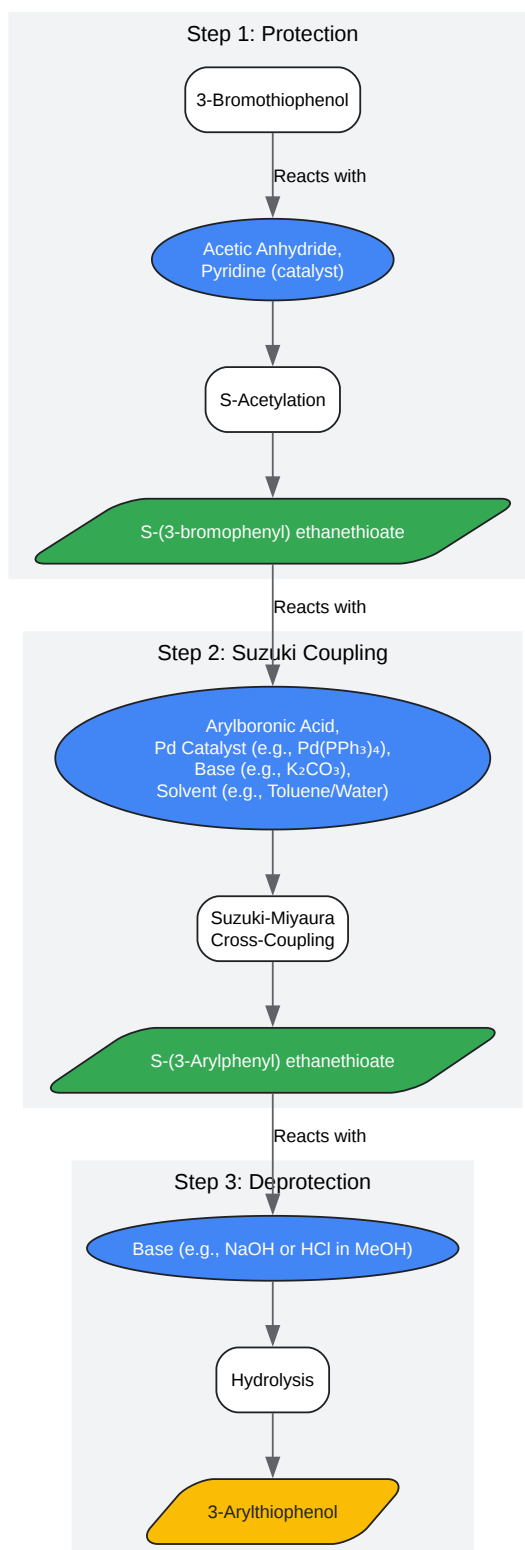 Step 1: Protection
3-Bromothiophenol
Reacts with
Acetic Anhydride,
Pyridine (catalyst)
S-Acetylation
S-(3-bromophenyl) ethanethioate
Reacts with
Step 2: Suzuki Coupling
Arylboronic Acid,
Pd Catalyst (e.g., Pd(PPh₃)₄),
Base (e.g., K₂CO₃),
Solvent (e.g., Toluene/Water)
Suzuki-Miyaura
Cross-Coupling
S-(3-Arylphenyl) ethanethioate
Reacts with
Step 3: Deprotection
Base (e.g., NaOH or HCl in MeOH)
Hydrolysis
3-Arylthiophenol